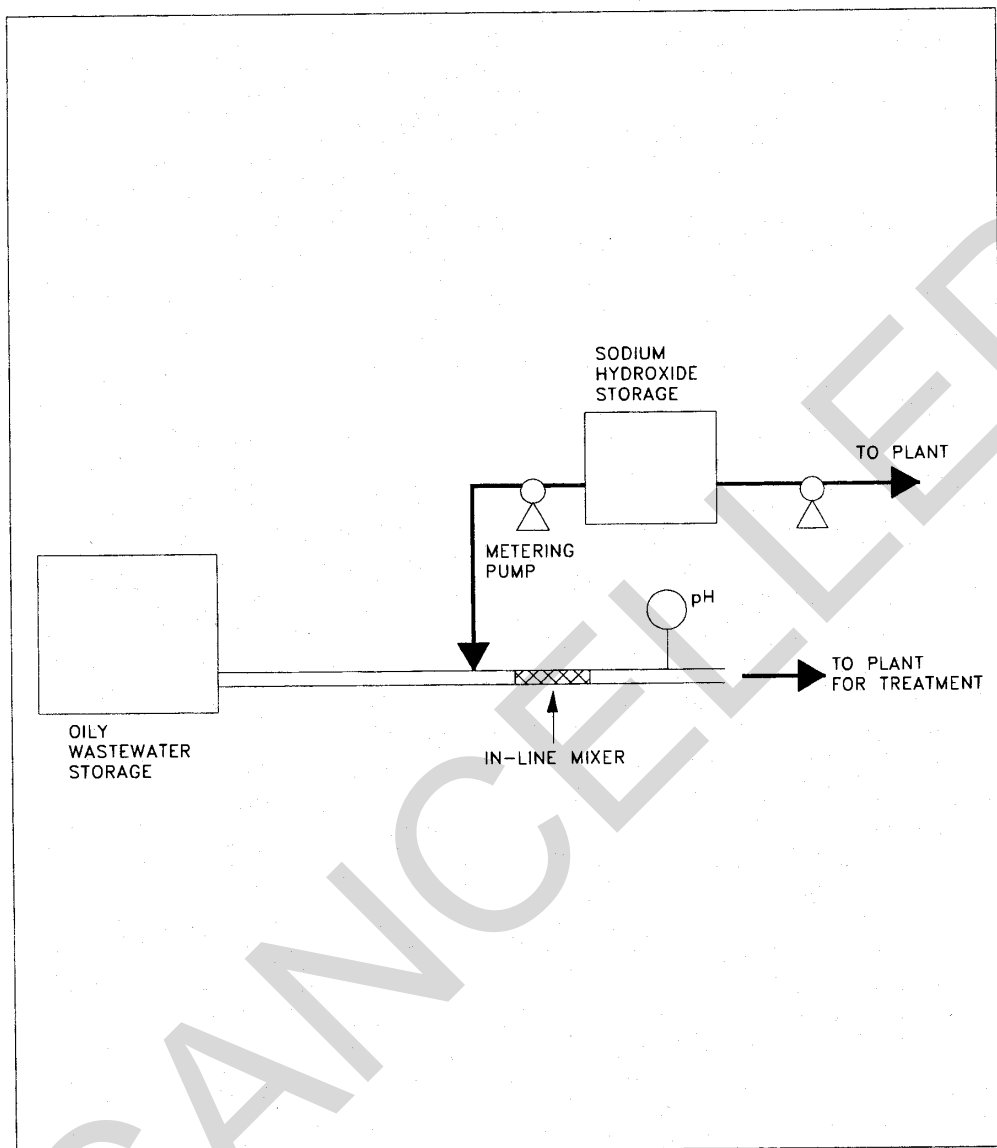 SODIUM
HYDROXIDE
STORAGE
TO PLANT
METERING
PUMP
pH
TO PLANT
FOR TREATMENT
OILY
WASTEWATER
STORAGE
IN-LINE MIXER
CANCELLED